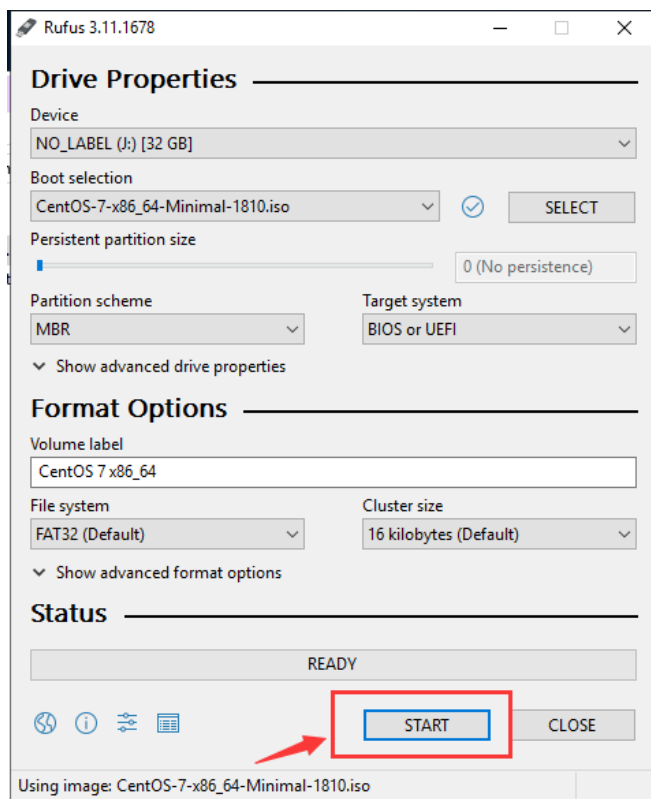 Rufus 3.11.1678
Drive Properties
Device
NO_LABEL (J:) [32 GB]
Boot selection
CentOS-7-x86_64-Minimal-1810.iso
SELECT
Persistent partition size
0 (No persistence)
Partition scheme
Target system
MBR
BIOS or UEFI
Show advanced drive properties
Format Options
Volume label
CentOS 7 x86_64
File system
Cluster size
FAT32 (Default)
16 kilobytes (Default)
Show advanced format options
Status
READY
START
CLOSE
Using image: CentOS-7-x86_64-Minimal-1810.iso